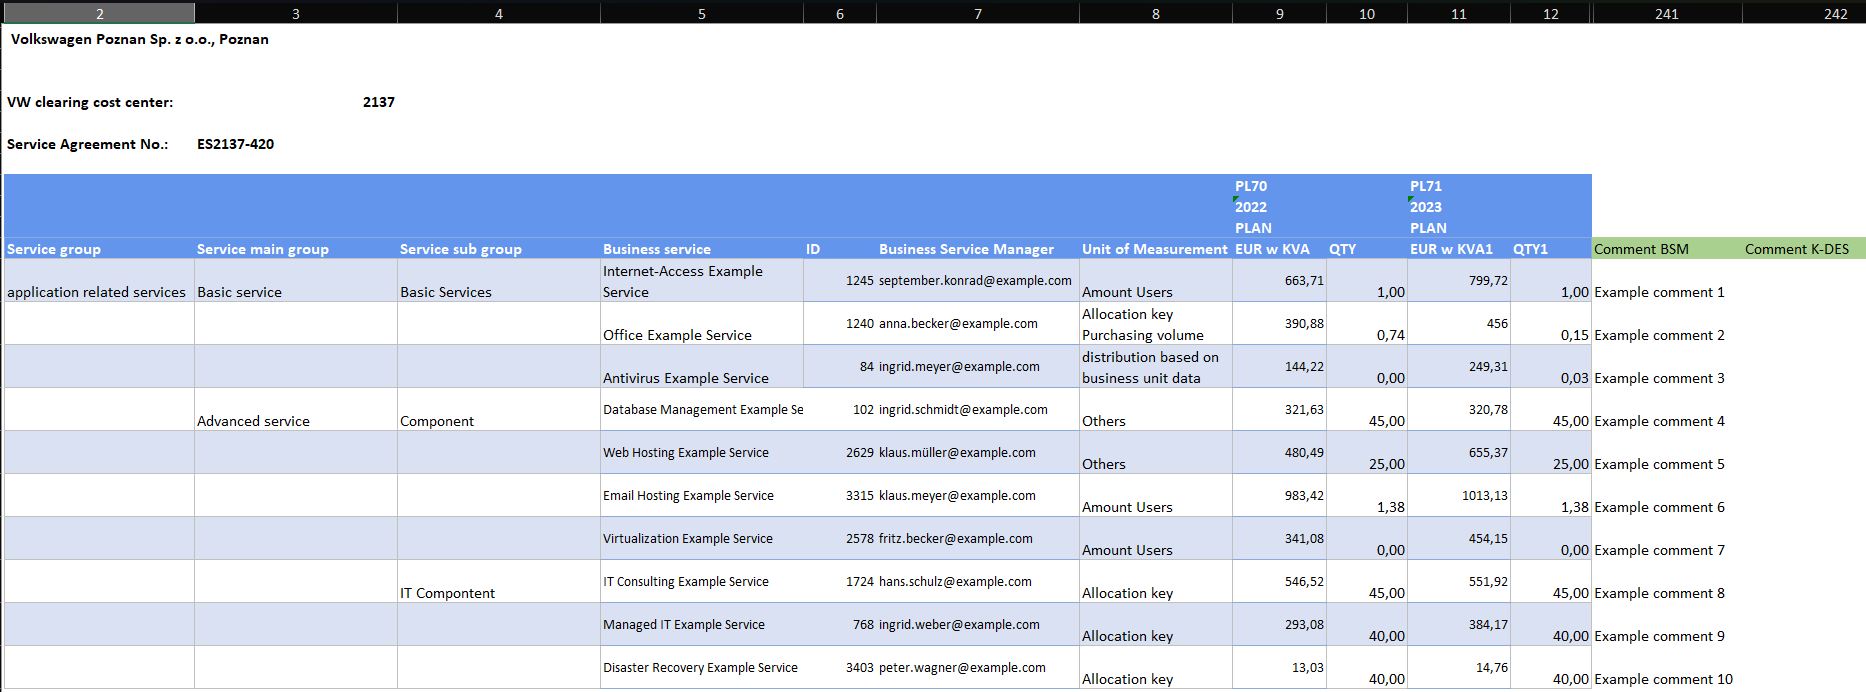 2 3 4 5 6 7 8 9 10 11 12 241 242
Volkswagen Poznan Sp. z o.o., Poznan
VW clearing cost center: 2137
Service Agreement No.: ES2137-420
PL70 PL71
2022 2023
PLAN PLAN
Service group Service main group Service sub group Business service ID Business Service Manager Unit of Measurement EUR w KVA QTY EUR w KVA1 QTY1 Comment BSM Comment K-DES
Internet-Access Example
application related services Basic service Basic Services Service 1245 september.konrad@example.com Amount Users 663,71 1,00 799,72 1,00 Example comment 1
Allocation key
Office Example Service 1240 anna.becker@example.com Purchasing volume 390,88 0,74 456 0,15 Example comment 2
distribution based on
Antivirus Example Service 84 ingrid.meyer@example.com business unit data 144,22 0,00 249,31 0,03 Example comment 3
Advanced service Component Database Management Example Se 102 ingrid.schmidt@example.com Others 321,63 45,00 320,78 45,00 Example comment 4
Web Hosting Example Service 2629 klaus.müller@example.com Others 480,49 25,00 655,37 25,00 Example comment 5
Email Hosting Example Service 3315 klaus.meyer@example.com Amount Users 983,42 1,38 1013,13 1,38 Example comment 6
Virtualization Example Service 2578 fritz.becker@example.com Amount Users 341,08 0,00 454,15 0,00 Example comment 7
IT Compontent IT Consulting Example Service 1724 hans.schulz@example.com Allocation key 546,52 45,00 551,92 45,00 Example comment 8
Managed IT Example Service 768 ingrid.weber@example.com Allocation key 293,08 40,00 384,17 40,00 Example comment 9
Disaster Recovery Example Service 3403 peter.wagner@example.com Allocation key 13,03 40,00 14,76 40,00 Example comment 10